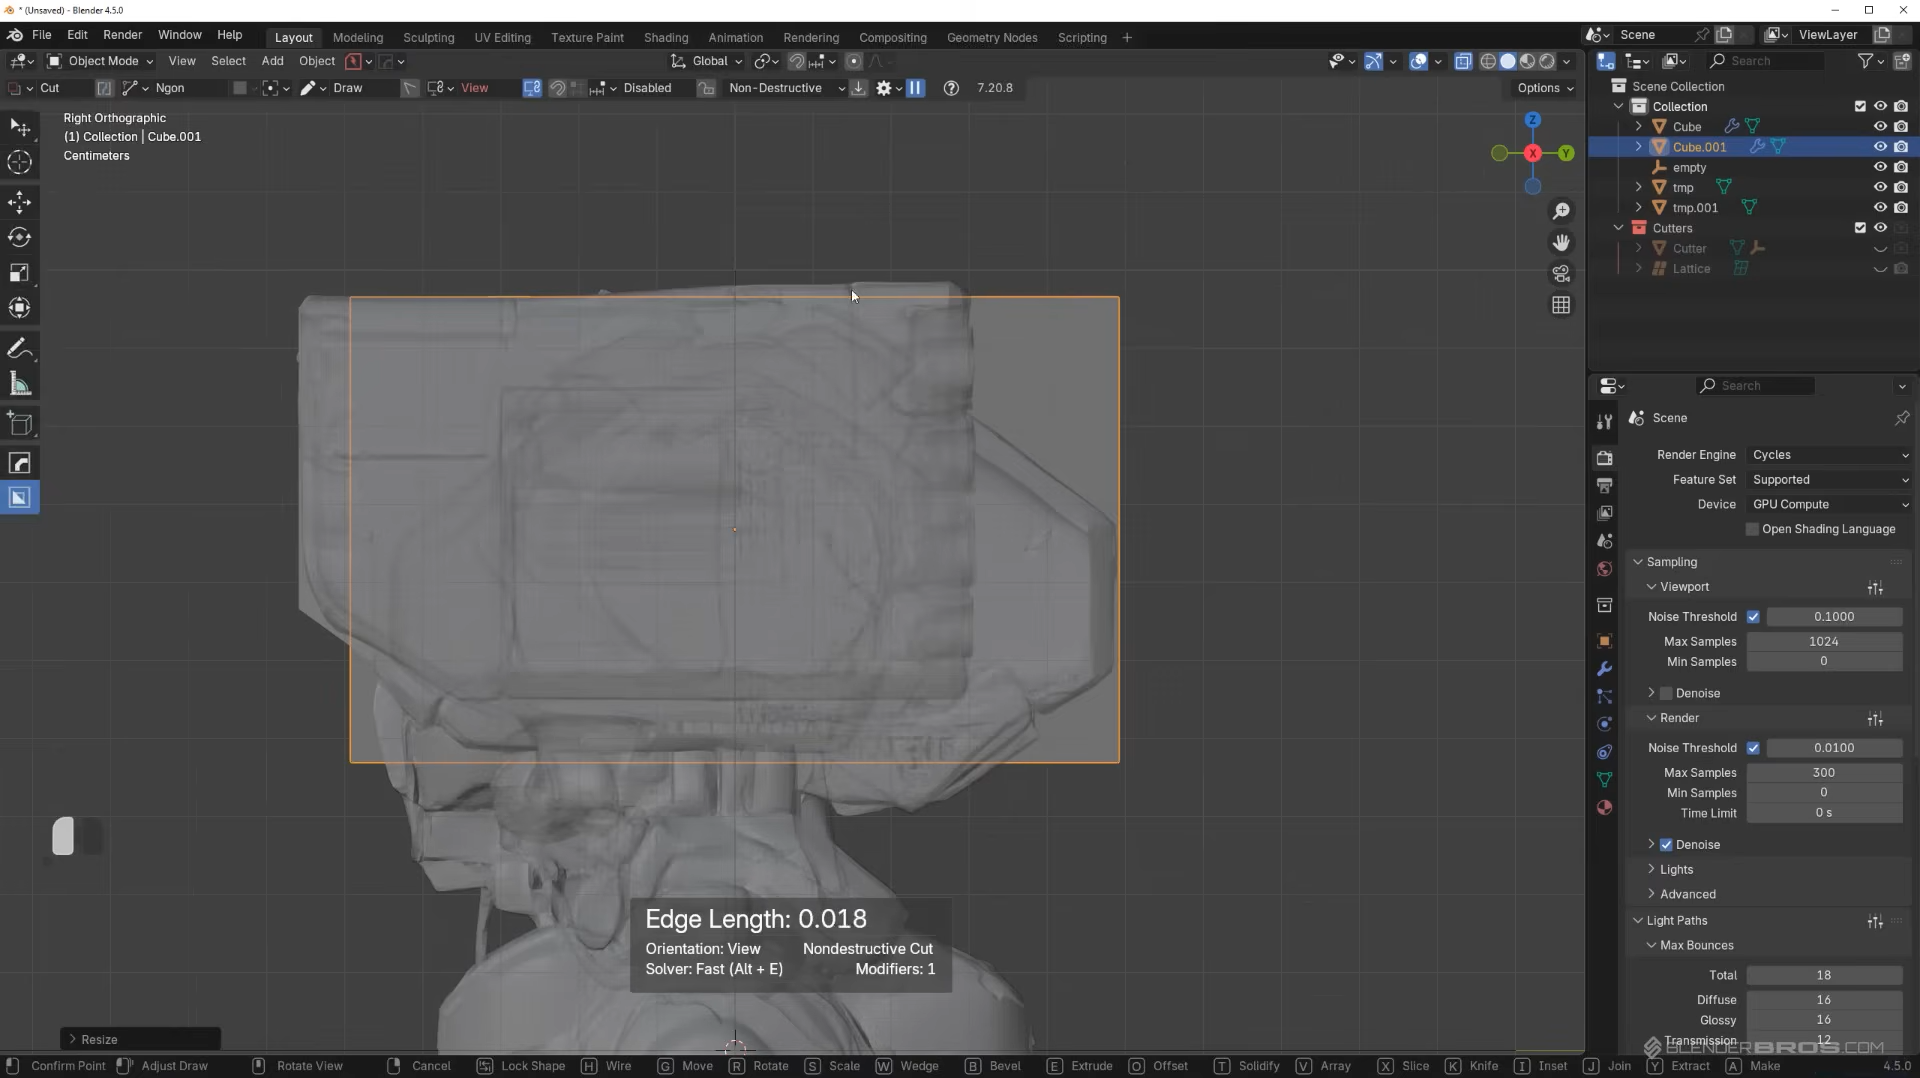 * (Unsaved) - Blender 4.5.0
File Edit Render Window Help Layout Modeling Sculpting UV Editing Texture Paint Shading Animation Rendering Compositing Geometry Nodes Scripting + Scene ViewLayer
Object Mode View Select Add Object Global Search
Cut Ngon Draw View Disabled Non-Destructive 7.20.8 Options
Right Orthographic
(1) Collection | Cube.001
Centimeters
Z
X
Y
Scene Collection
Collection
Cube
Cube.001
empty
tmp
tmp.001
Cutters
Cutter
Lattice
Search
Scene
Render Engine Cycles
Feature Set Supported
Device GPU Compute
Open Shading Language
Sampling
Viewport
Noise Threshold 0.1000
Max Samples 1024
Min Samples 0
Denoise
Render
Noise Threshold 0.0100
Max Samples 300
Min Samples 0
Time Limit 0 s
Denoise
Lights
Advanced
Light Paths
Max Bounces
Total 18
Diffuse 16
Glossy 16
Transmission 12
Edge Length: 0.018
Orientation: View Nondestructive Cut
Solver: Fast (Alt + E) Modifiers: 1
Resize
BLENDERBROS.COM
Confirm Point Adjust Draw Rotate View Cancel Lock Shape H Wire G Move R Rotate S Scale W Wedge B Bevel E Extrude O Offset T Solidify V Array X Slice K Knife I Inset J Join Y Extract A Make 4.5.0